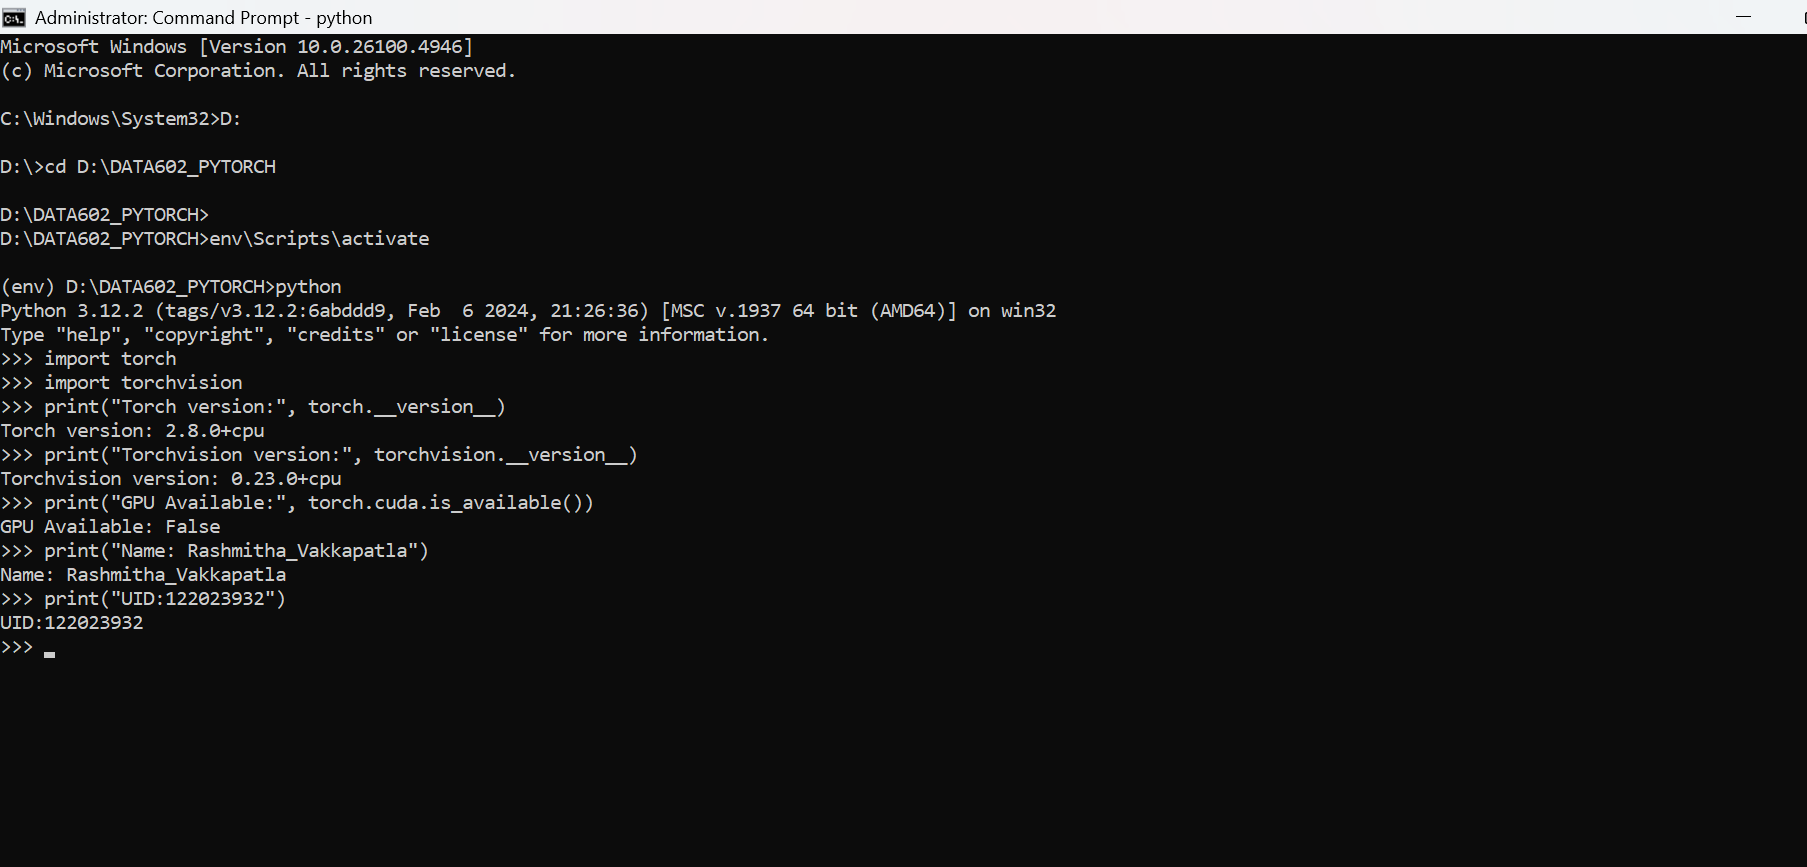 Administrator: Command Prompt - python
Microsoft Windows [Version 10.0.26100.4946]
(c) Microsoft Corporation. All rights reserved.
C:\Windows\System32>D:
D:\>cd D:\DATA602_PYTORCH
D:\DATA602_PYTORCH>
D:\DATA602_PYTORCH>env\Scripts\activate
(env) D:\DATA602_PYTORCH>python
Python 3.12.2 (tags/v3.12.2:6abddd9, Feb  6 2024, 21:26:36) [MSC v.1937 64 bit (AMD64)] on win32
Type "help", "copyright", "credits" or "license" for more information.
>>> import torch
>>> import torchvision
>>> print("Torch version:", torch.__version__)
Torch version: 2.8.0+cpu
>>> print("Torchvision version:", torchvision.__version__)
Torchvision version: 0.23.0+cpu
>>> print("GPU Available:", torch.cuda.is_available())
GPU Available: False
>>> print("Name: Rashmitha_Vakkapatla")
Name: Rashmitha_Vakkapatla
>>> print("UID:122023932")
UID:122023932
>>>